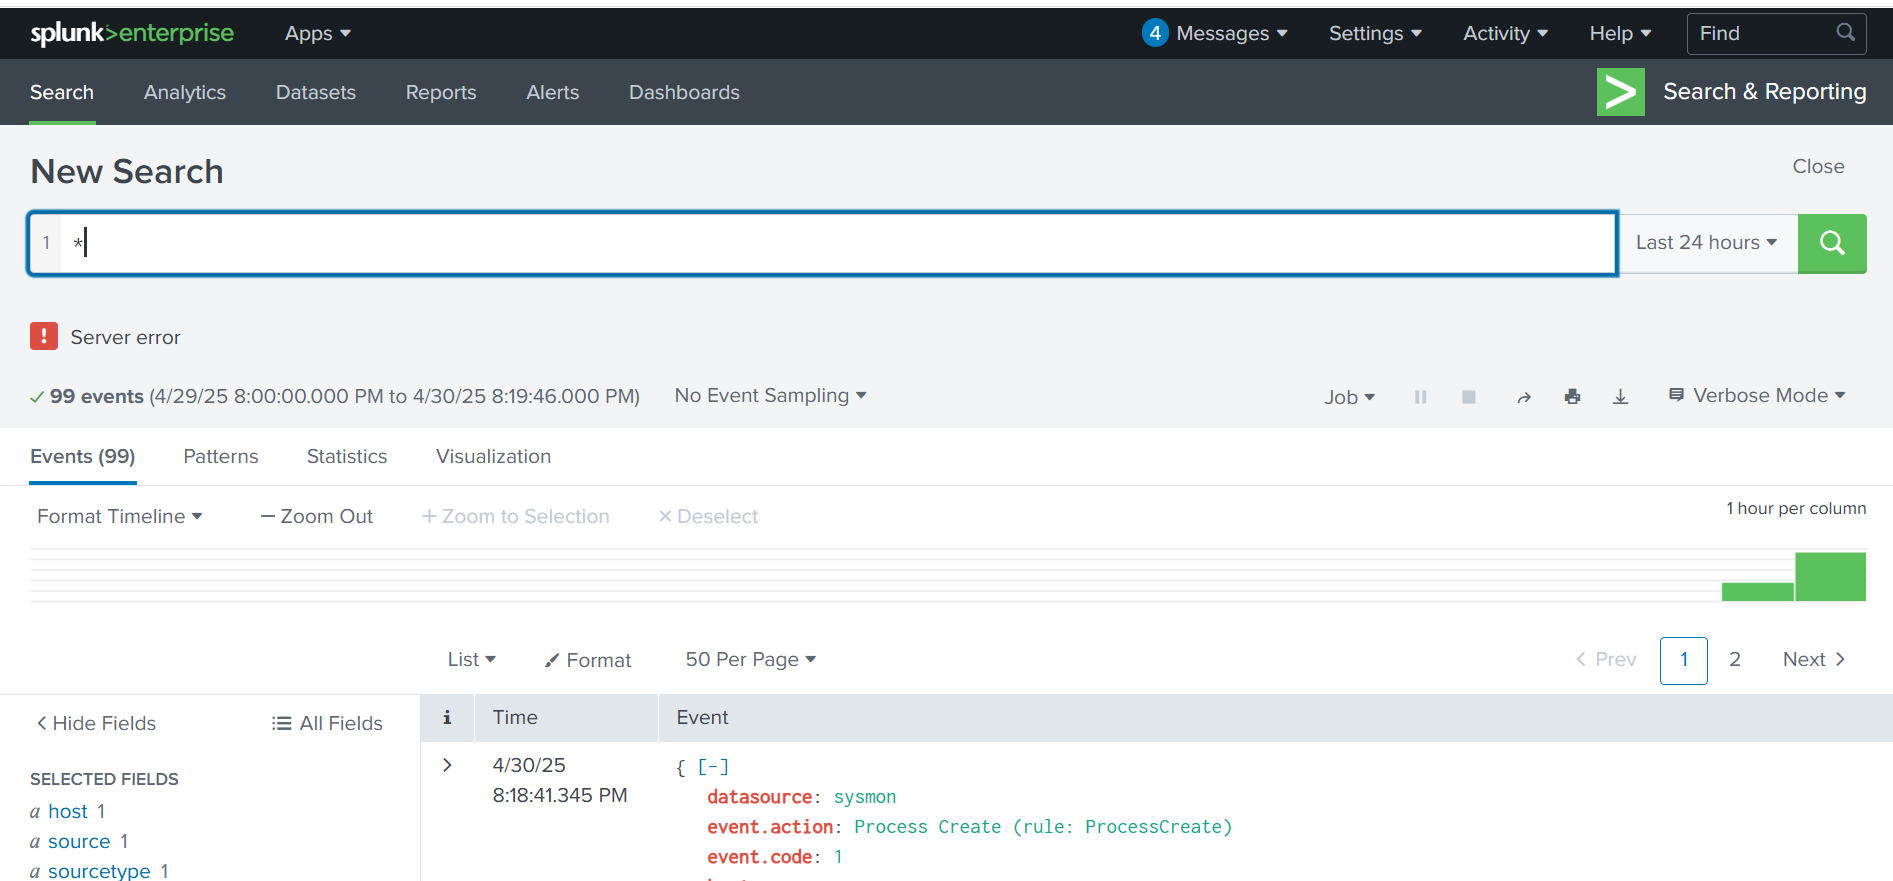 splunk>enterprise Apps 4 Messages Settings Activity Help Find
Search Analytics Datasets Reports Alerts Dashboards Search & Reporting
New Search Close
1 * Last 24 hours
! Server error
99 events (4/29/25 8:00:00.000 PM to 4/30/25 8:19:46.000 PM) No Event Sampling Job Verbose Mode
Events (99) Patterns Statistics Visualization
Format Timeline — Zoom Out + Zoom to Selection × Deselect 1 hour per column
List Format 50 Per Page < Prev 1 2 Next >
< Hide Fields All Fields i Time Event
SELECTED FIELDS
a host 1
a source 1
a sourcetype 1
> 4/30/25
8:18:41.345 PM
{ [-]
datasource: sysmon
event.action: Process Create (rule: ProcessCreate)
event.code: 1